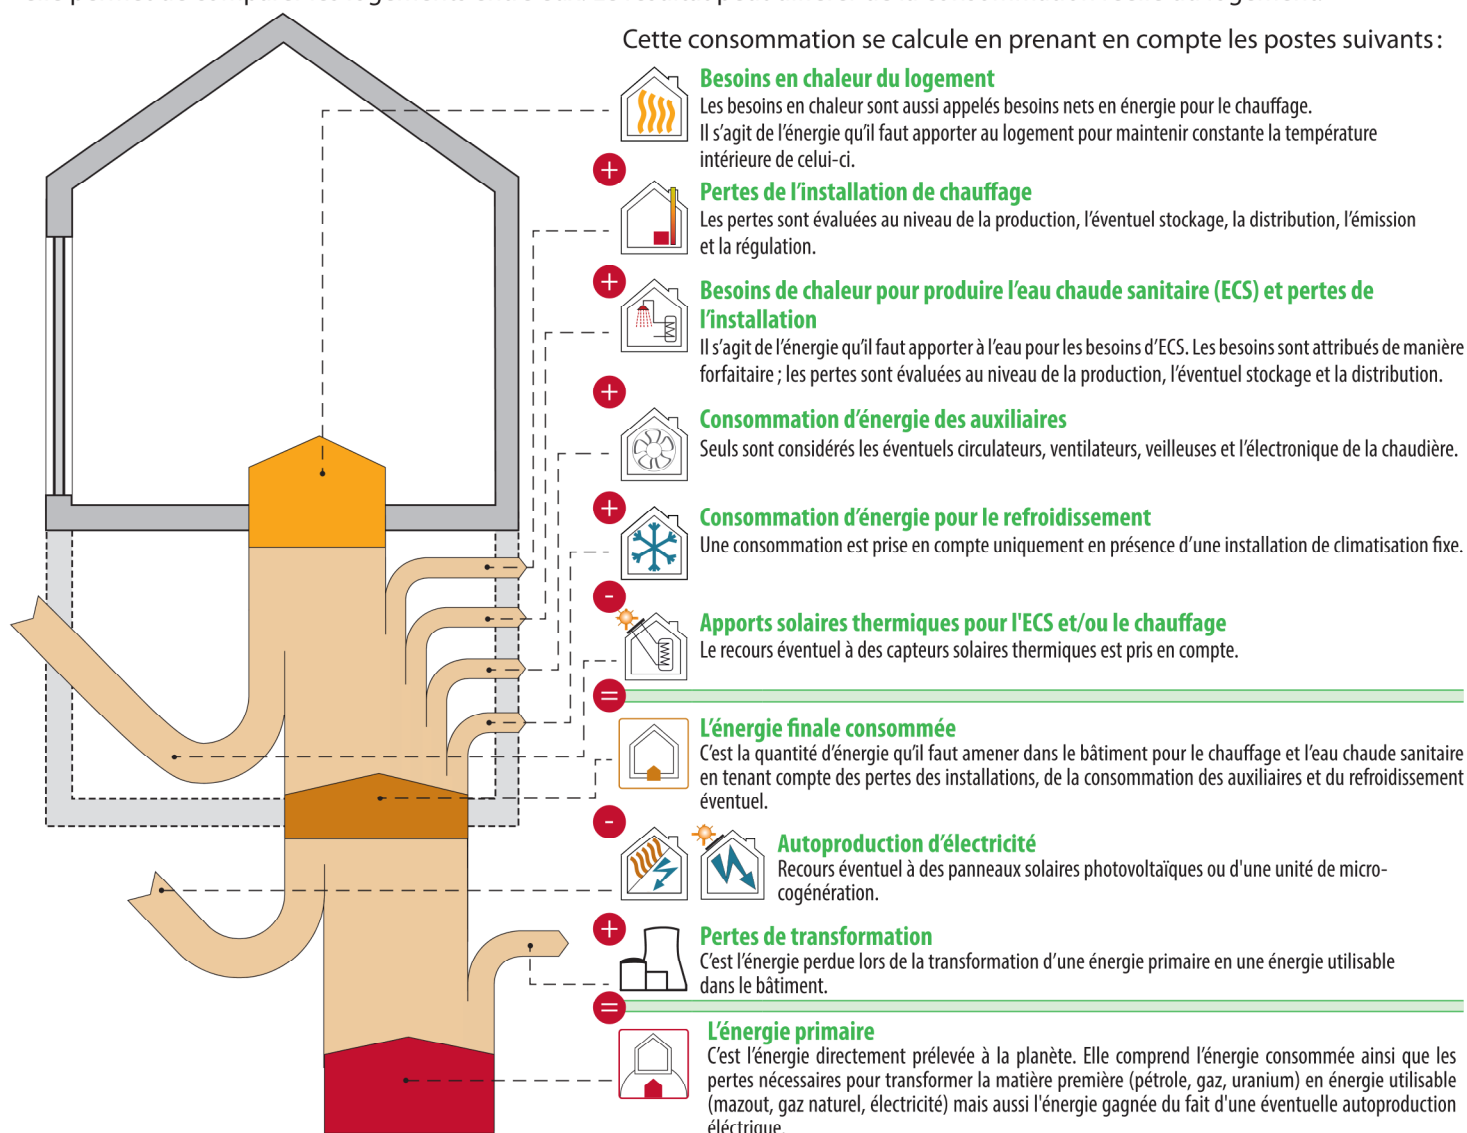 Cette consommation se calcule en prenant en compte les postes suivants :
Besoins en chaleur du logement
Les besoins en chaleur sont aussi appelés besoins nets en énergie pour le chauffage.
Il s'agit de l'énergie qu'il faut apporter au logement pour maintenir constante la température
intérieure de celui-ci.
+
Pertes de l'installation de chauffage
Les pertes sont évaluées au niveau de la production, l'éventuel stockage, la distribution, l'émission
et la régulation.
+
Besoins de chaleur pour produire l'eau chaude sanitaire (ECS) et pertes de
l'installation
Il s'agit de l'énergie qu'il faut apporter à l'eau pour les besoins d'ECS. Les besoins sont attribués de manière
forfaitaire ; les pertes sont évaluées au niveau de la production, l'éventuel stockage et la distribution.
+
Consommation d'énergie des auxiliaires
Seuls sont considérés les éventuels circulateurs, ventilateurs, veilleuses et l'électronique de la chaudière.
+
Consommation d'énergie pour le refroidissement
Une consommation est prise en compte uniquement en présence d'une installation de climatisation fixe.
-
Apports solaires thermiques pour l'ECS et/ou le chauffage
Le recours éventuel à des capteurs solaires thermiques est pris en compte.
=
L'énergie finale consommée
C'est la quantité d'énergie qu'il faut amener dans le bâtiment pour le chauffage et l'eau chaude sanitaire
en tenant compte des pertes des installations, de la consommation des auxiliaires et du refroidissement
éventuel.
-
Autoproduction d'électricité
Recours éventuel à des panneaux solaires photovoltaïques ou d'une unité de micro-
cogénération.
+
Pertes de transformation
C'est l'énergie perdue lors de la transformation d'une énergie primaire en une énergie utilisable
dans le bâtiment.
=
L'énergie primaire
C'est l'énergie directement prélevée à la planète. Elle comprend l'énergie consommée ainsi que les
pertes nécessaires pour transformer la matière première (pétrole, gaz, uranium) en énergie utilisable
(mazout, gaz naturel, électricité) mais aussi l'énergie gagnée du fait d'une éventuelle autoproduction
éléctrique.